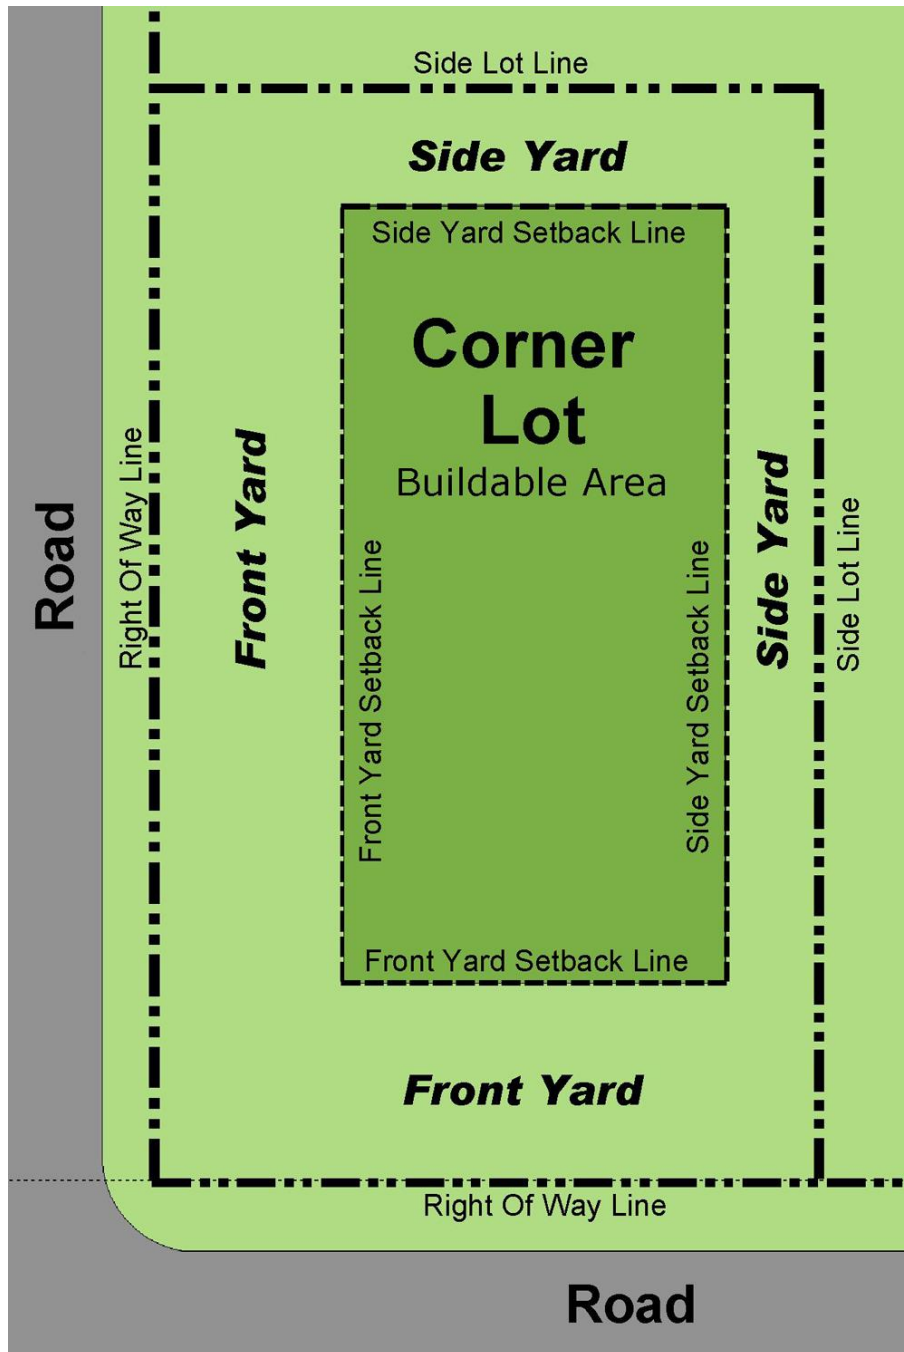 Side Lot Line
Side Yard
Side Yard Setback Line
Corner
Lot
Buildable Area
Road
Right Of Way Line
Front Yard
Front Yard Setback Line
Side Yard Setback Line
Side Yard
Side Lot Line
Front Yard Setback Line
Front Yard
Right Of Way Line
Road